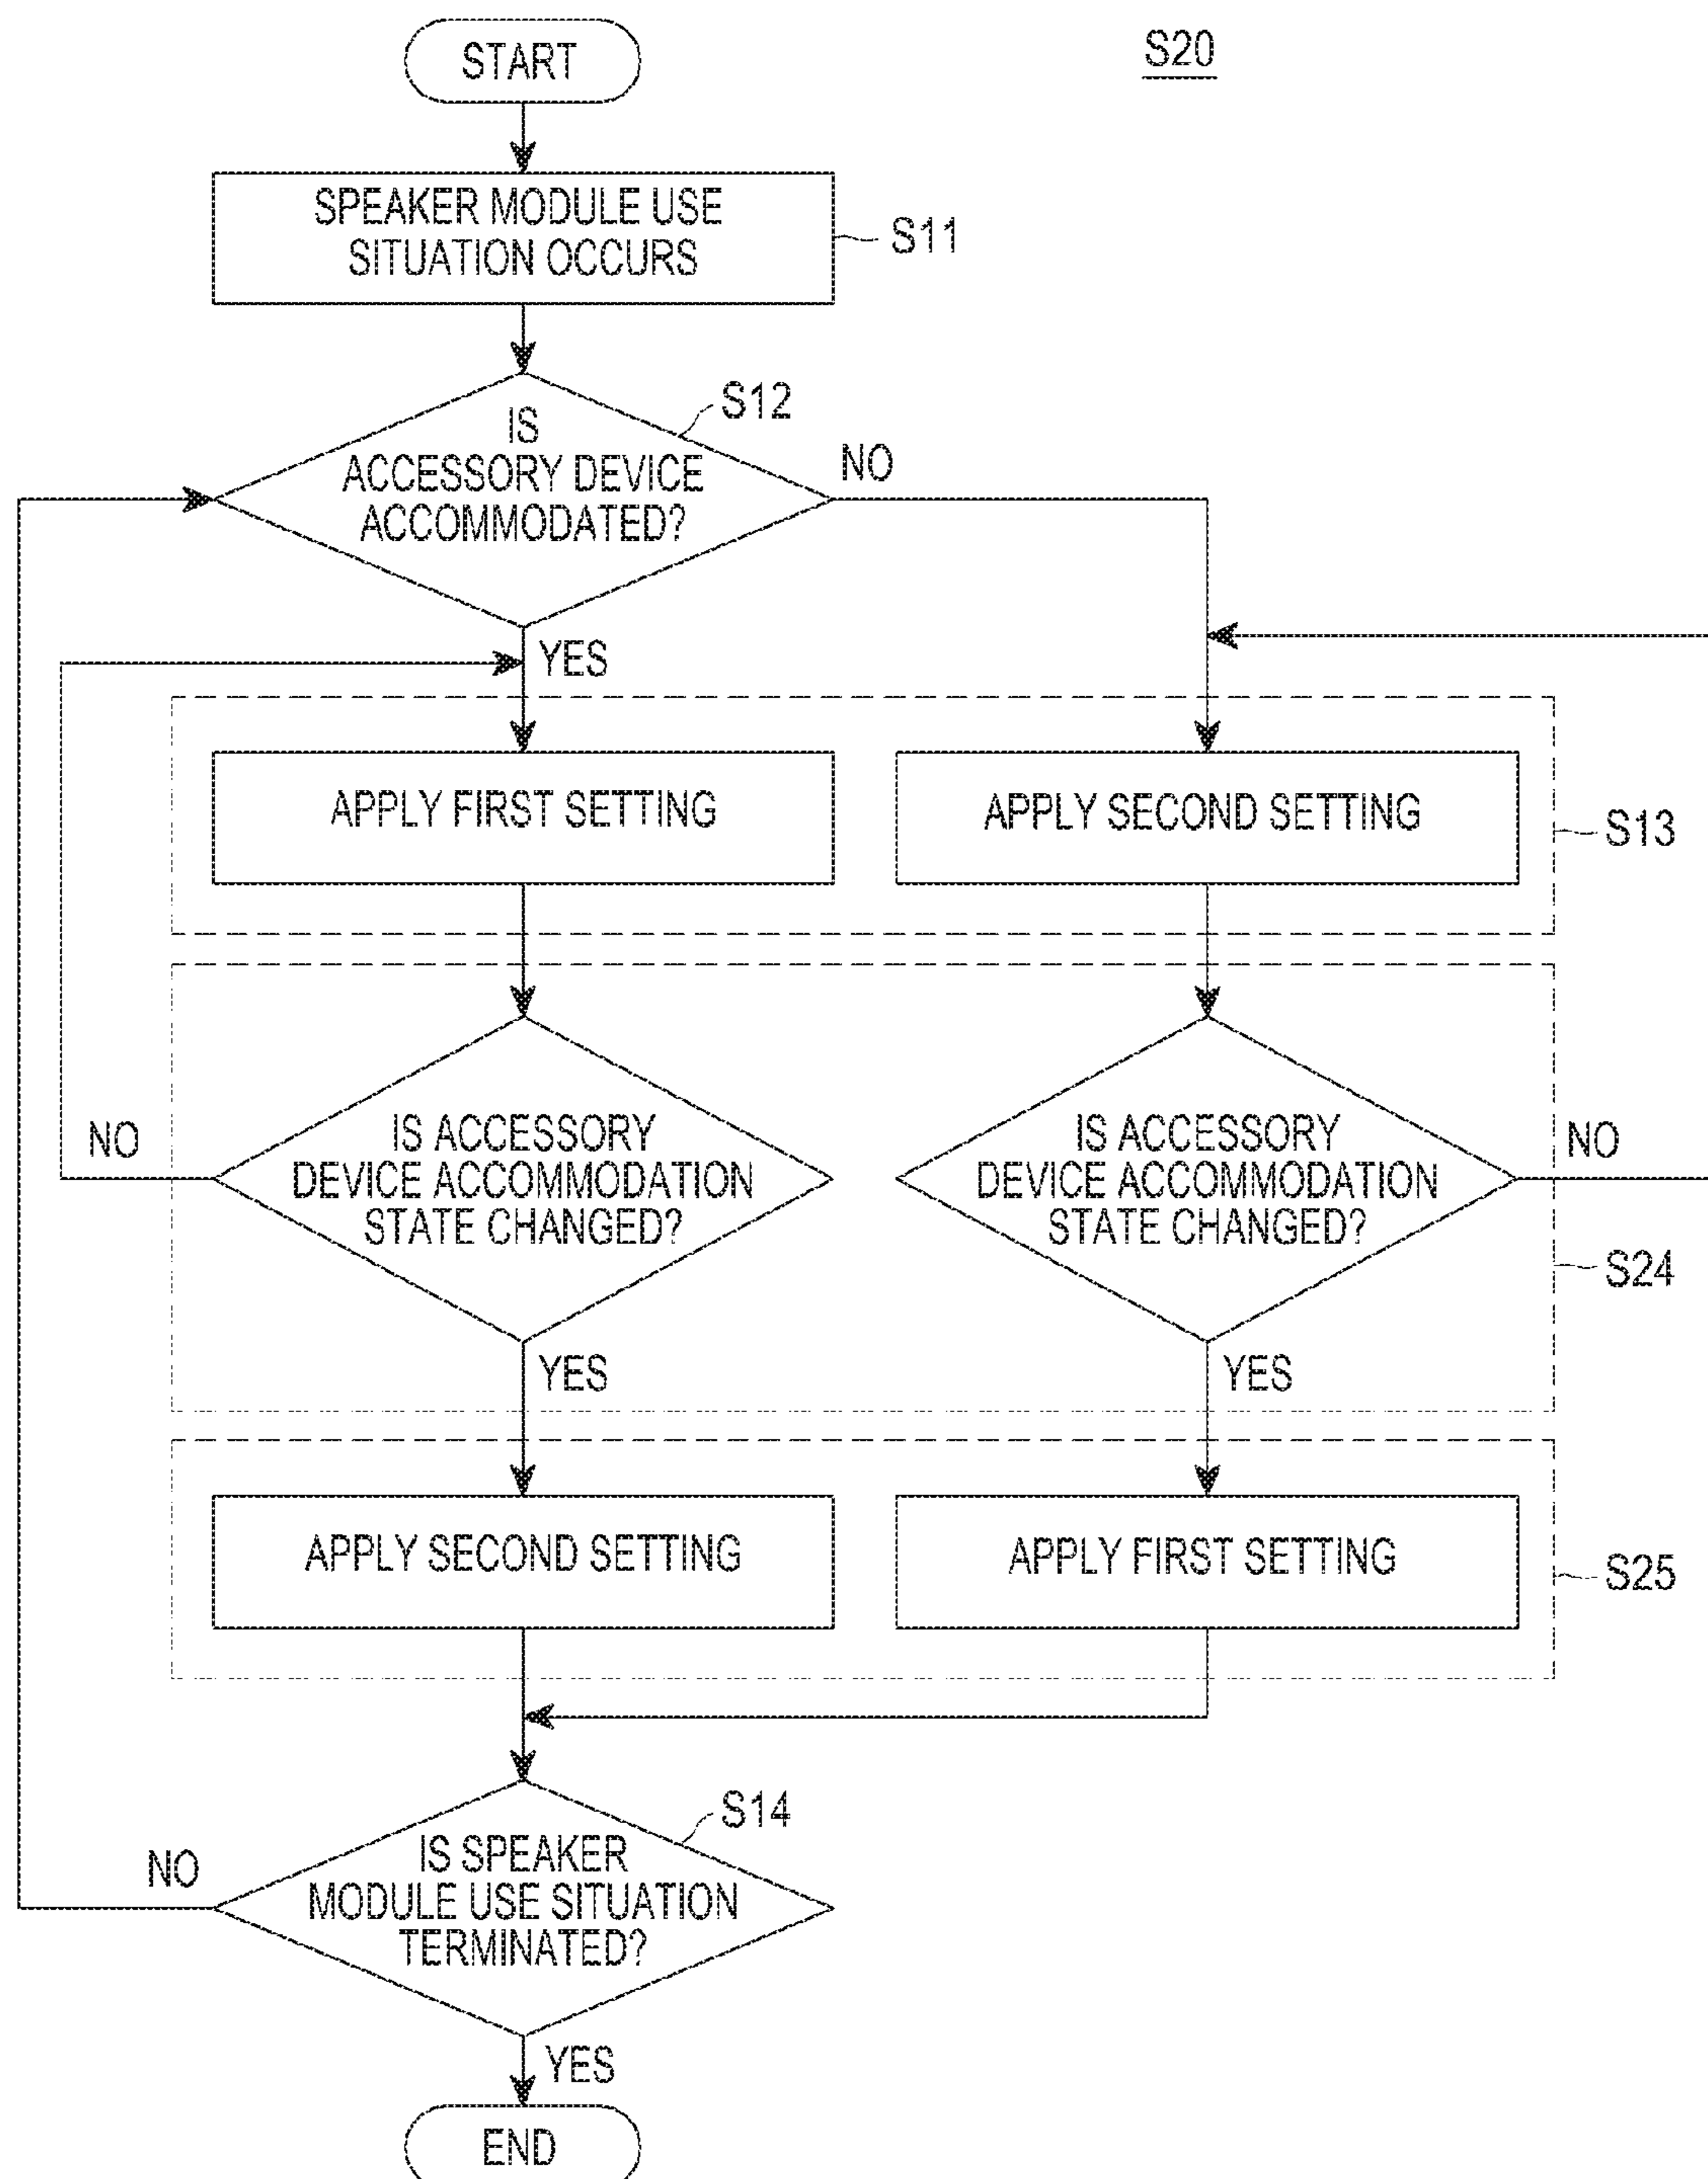 START
S20
SPEAKER MODULE USE
SITUATION OCCURS
S11
S12
IS
ACCESSORY DEVICE
ACCOMMODATED?
NO
YES
APPLY FIRST SETTING
APPLY SECOND SETTING
S13
IS ACCESSORY
DEVICE ACCOMMODATION
STATE CHANGED?
NO
YES
IS ACCESSORY
DEVICE ACCOMMODATION
STATE CHANGED?
NO
YES
S24
APPLY SECOND SETTING
APPLY FIRST SETTING
S25
S14
IS SPEAKER
MODULE USE SITUATION
TERMINATED?
NO
YES
END